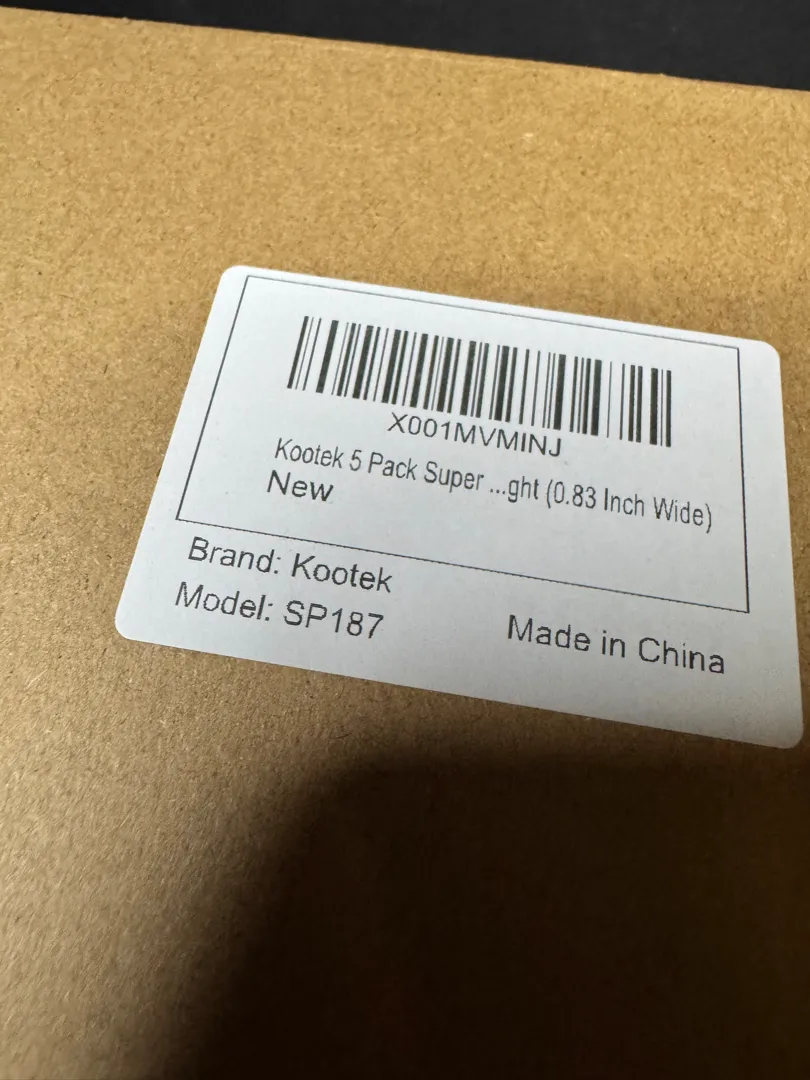 X001MVMINJ
Kootek 5 Pack Super ...ght (0.83 Inch Wide)
New
Brand: Kootek
Model: SP187
Made in China